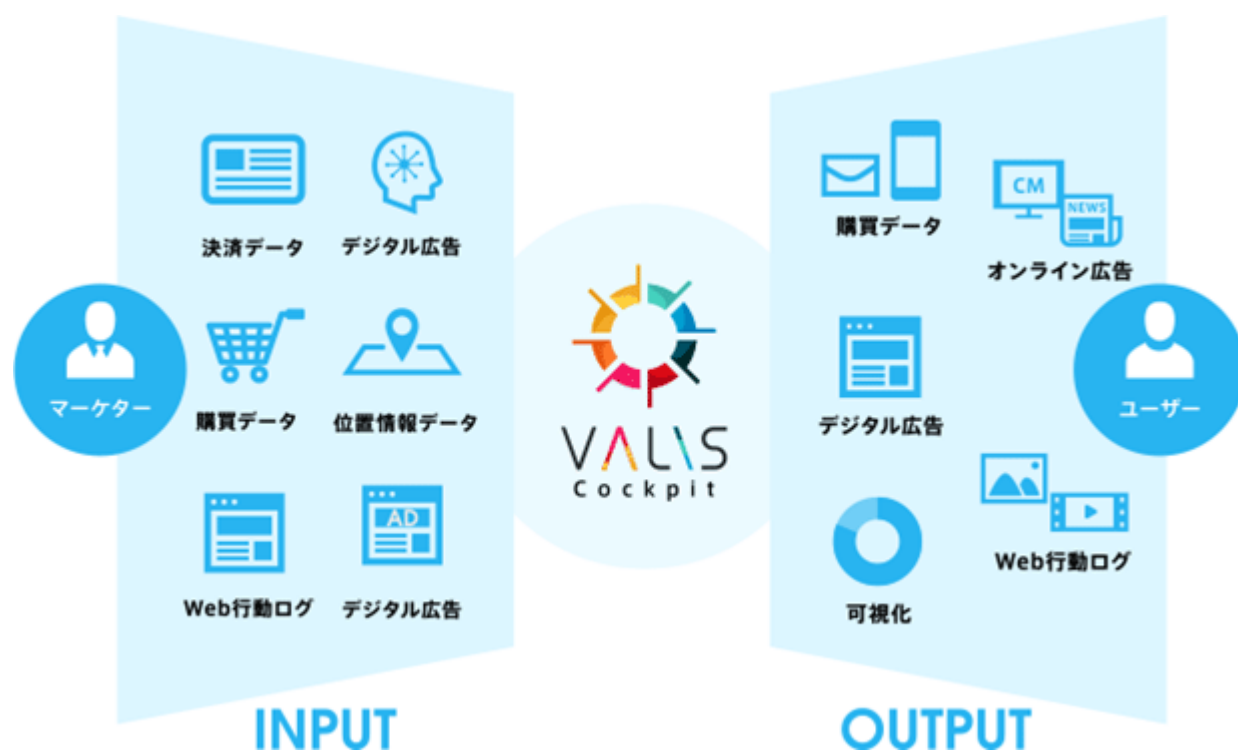 決済データ
デジタル広告
マーケター
購買データ
位置情報データ
Web行動ログ
AD
デジタル広告
INPUT
VALIS
Cockpit
購買データ
CM
NEWS
オンライン広告
デジタル広告
ユーザー
Web行動ログ
可視化
OUTPUT